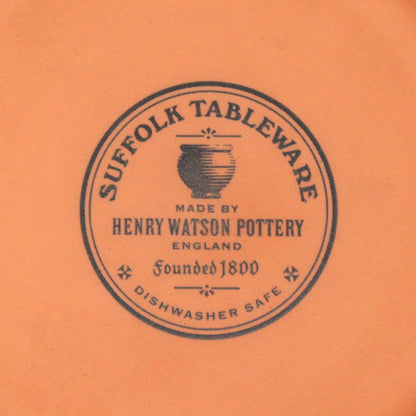 SUFFOLK TABLEWARE
MADE BY
HENRY WATSON POTTERY
ENGLAND
Founded 1800
DISHWASHER SAFE